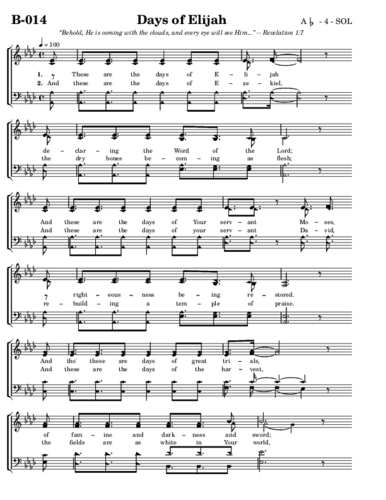 B-014 Days of Elijah A♭ - 4 - SOL
"Behold, He is coming with the clouds, and every eye will see Him..." -- Revelation 1:7
♩ = 100
1. These are the days of E - li - jah
2. And these are the days of E - ze - kiel,
de - clar - ing the Word of the Lord;
the dry bones be - com - ing as flesh;
And these are the days of Your serv - ant Mo - ses,
And these are the days of your serv - ant Da - vid,
right - eous - ness be - ing re - stored.
re - build - ing a tem - ple of praise.
And tho' these are days of great tri - als,
And these are the days of the har - vest,
of fam - ine and dark - ness and sword;
the fields are as white in Your world,